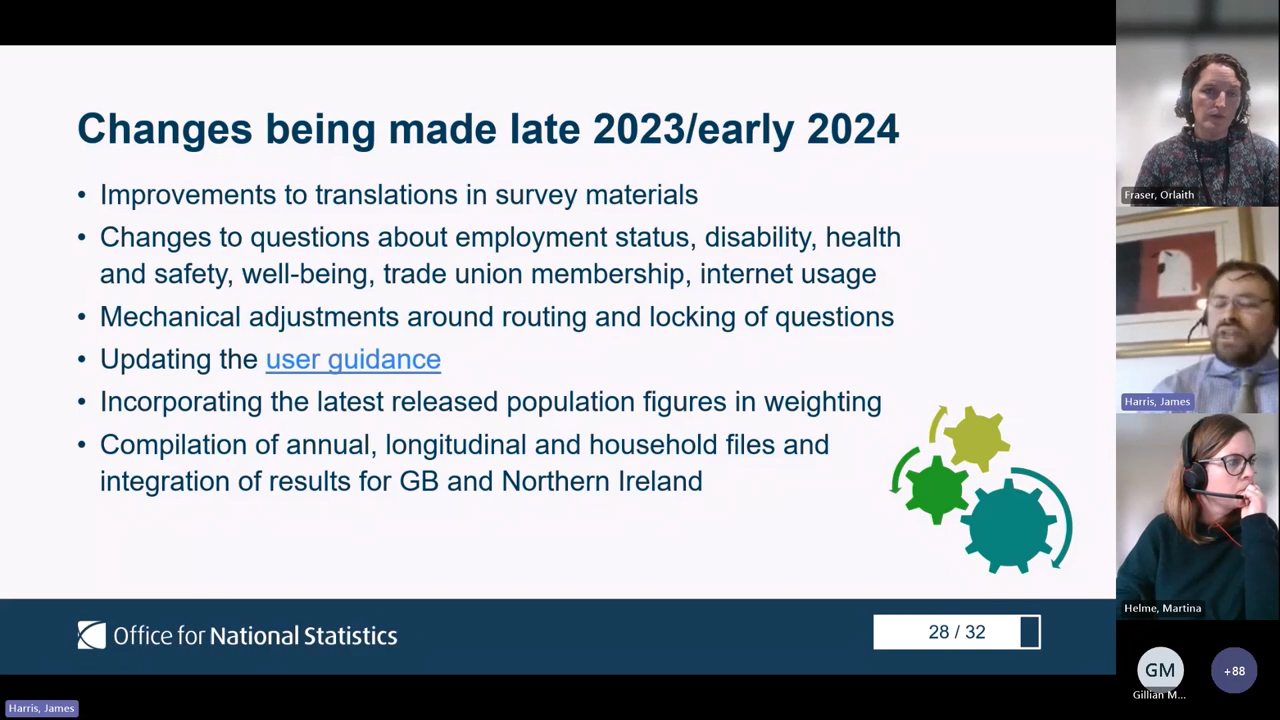 Changes being made late 2023/early 2024
• Improvements to translations in survey materials
• Changes to questions about employment status, disability, health
and safety, well-being, trade union membership, internet usage
• Mechanical adjustments around routing and locking of questions
• Updating the user guidance
• Incorporating the latest released population figures in weighting
• Compilation of annual, longitudinal and household files and
integration of results for GB and Northern Ireland
Office for National Statistics
28 / 32
Fraser, Orlaith
Harris, James
Helme, Martina
GM
Gillian M...
+88
Harris, James